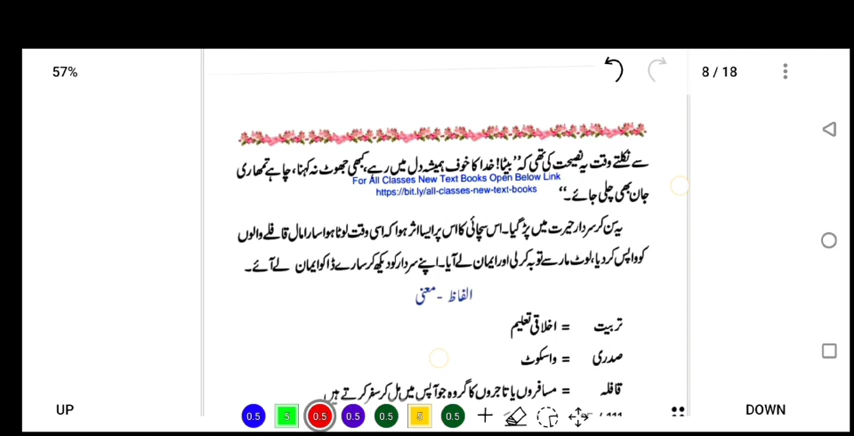 57%
8 / 18
سے نکلتے وقت یہ نصیحت کی تھی کہ ’’بیٹا! خدا کا خوف ہمیشہ دل میں رہے، کبھی جھوٹ نہ کہنا، چاہے تمھاری
For All Classes New Text Books Open Below Link
https://bit.ly/all-classes-new-text-books
جان بھی چلی جائے۔‘‘
یہ سن کر سردار حیرت میں پڑ گیا۔ اس سچائی کا اس پر ایسا اثر ہوا کہ اسی وقت لوٹا ہوا سارا مال قافلے والوں
کو واپس کر دیا، لوٹ مار سے توبہ کر لی اور ایمان لے آیا۔ اپنے سردار کو دیکھ کر سارے ڈاکو ایمان لے آئے۔
الفاظ - معنی
تربیت = اخلاقی تعلیم
صدری = واسکوٹ
قافلہ = مسافروں یا تاجروں کا گروہ جو آپس میں مل کر سفر کرتے ہیں
UP
0.5
5
0.5
0.5
0.5
0.5
DOWN